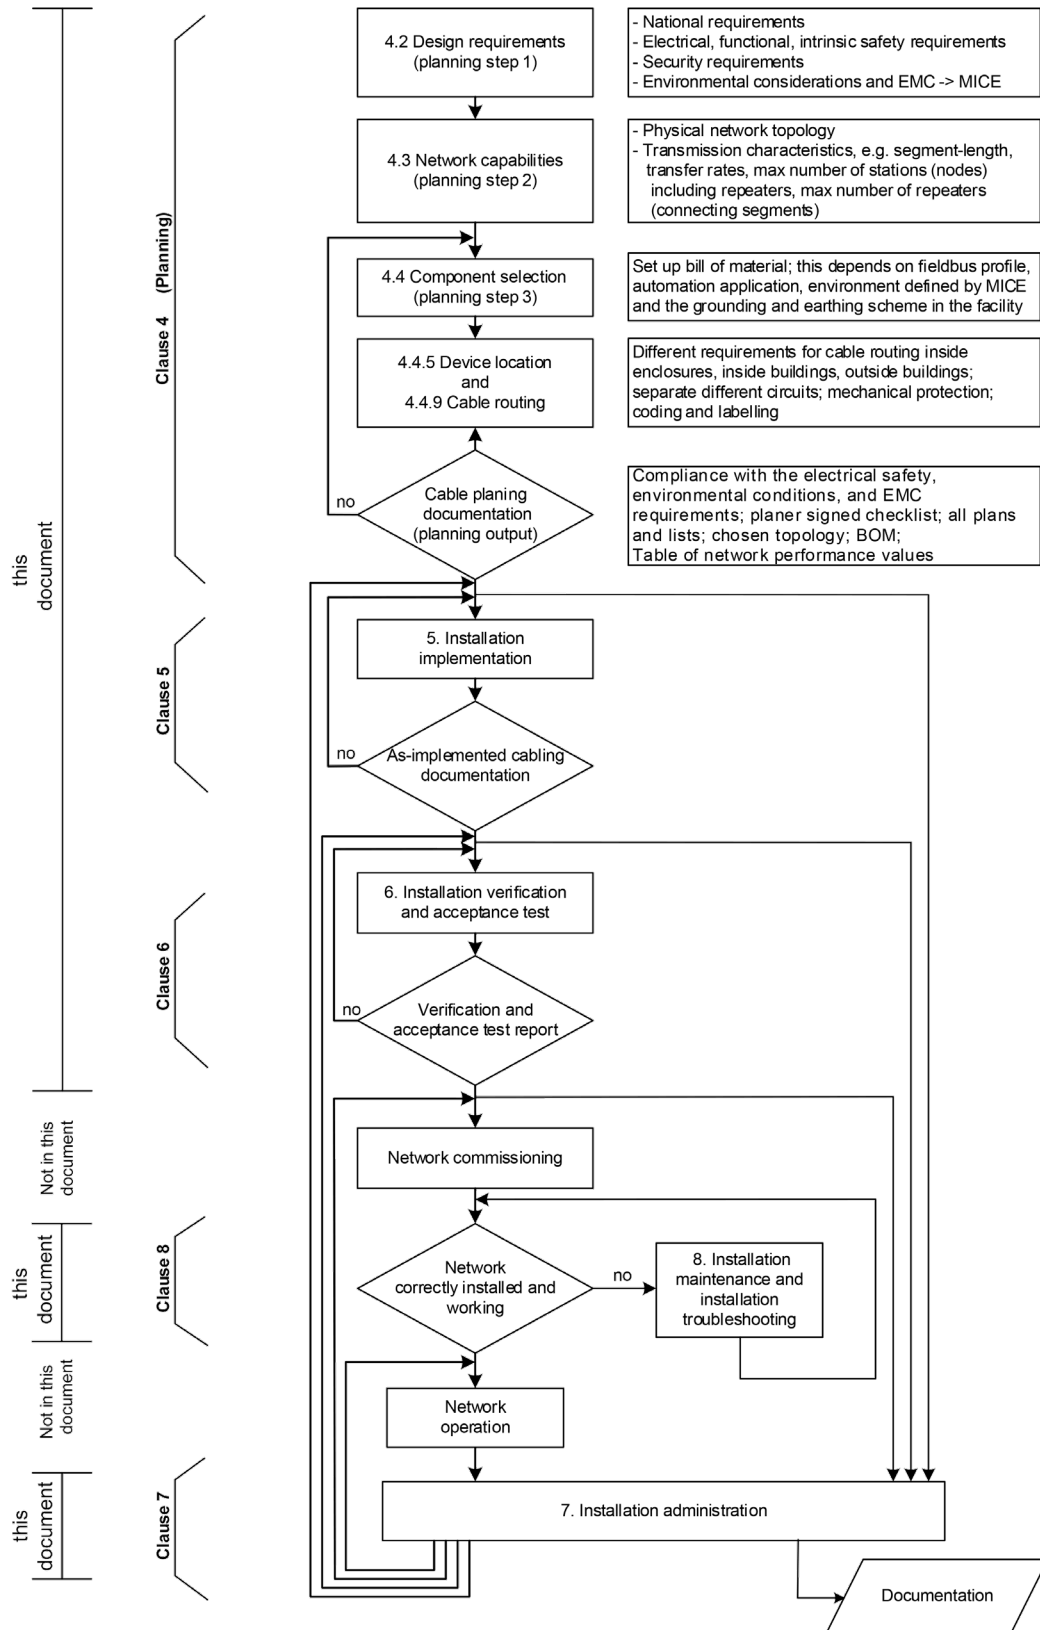 4.2 Design requirements
(planning step 1)
- National requirements
- Electrical, functional, intrinsic safety requirements
- Security requirements
- Environmental considerations and EMC -> MICE
4.3 Network capabilities
(planning step 2)
- Physical network topology
- Transmission characteristics, e.g. segment-length,
transfer rates, max number of stations (nodes)
including repeaters, max number of repeaters
(connecting segments)
Clause 4 (Planning)
4.4 Component selection
(planning step 3)
Set up bill of material; this depends on fieldbus profile,
automation application, environment defined by MICE
and the grounding and earthing scheme in the facility
4.4.5 Device location
and
4.4.9 Cable routing
Different requirements for cable routing inside
enclosures, inside buildings, outside buildings;
separate different circuits; mechanical protection;
coding and labelling
no
Cable planing
documentation
(planning output)
Compliance with the electrical safety,
environmental conditions, and EMC
requirements; planer signed checklist; all plans
and lists; chosen topology; BOM;
Table of network performance values
this
document
5. Installation
implementation
Clause 5
no
As-implemented cabling
documentation
6. Installation verification
and acceptance test
Clause 6
no
Verification and
acceptance test report
Not in this
document
Network commissioning
this
document
Clause 8
Network
correctly installed and
working
no
8. Installation
maintenance and
installation
troubleshooting
Not in this
document
Network
operation
this
document
Clause 7
7. Installation administration
Documentation